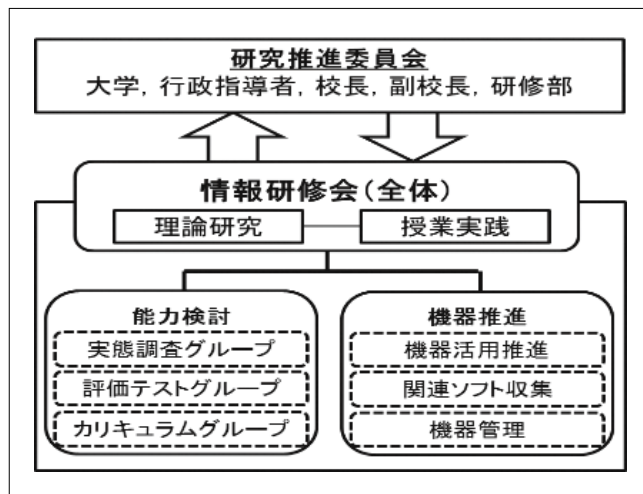 研究推進委員会
大学, 行政指導者, 校長, 副校長, 研修部
情報研修会(全体)
理論研究
授業実践
能力検討
実態調査グループ
評価テストグループ
カリキュラムグループ
機器推進
機器活用推進
関連ソフト収集
機器管理